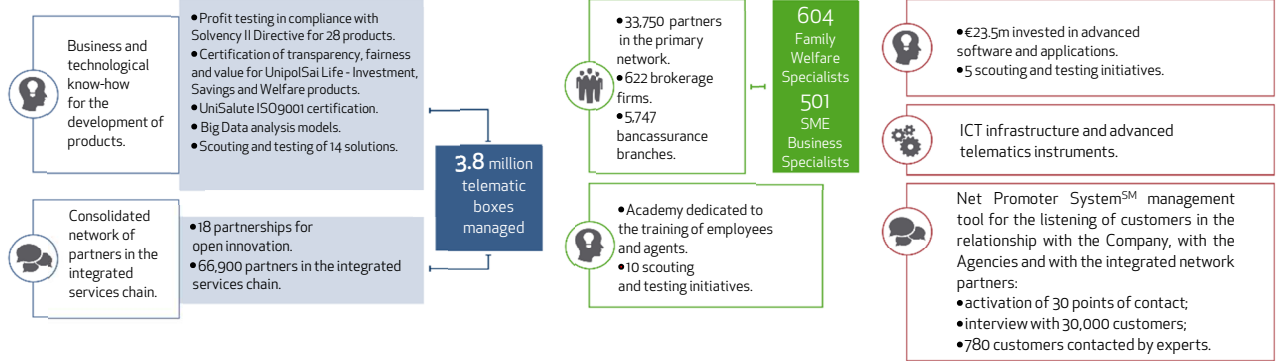 Business and
technological
know-how
for the
development of
products.
●Profit testing in compliance with
Solvency II Directive for 28 products.
●Certification of transparency, fairness
and value for UnipolSai Life - Investment,
Savings and Welfare products.
●UniSalute ISO9001 certification.
●Big Data analysis models.
●Scouting and testing of 14 solutions.
Consolidated
network of
partners in the
integrated
services chain.
●18 partnerships for
open innovation.
●66,900 partners in the integrated
services chain.
3.8 million
telematic
boxes
managed
●33,750 partners
in the primary
network.
●622 brokerage
firms.
●5,747
bancassurance
branches.
604
Family
Welfare
Specialists
501
SME
Business
Specialists
●Academy dedicated to
the training of employees
and agents.
●10 scouting
and testing initiatives.
●€23.5m invested in advanced
software and applications.
●5 scouting and testing initiatives.
ICT infrastructure and advanced
telematics instruments.
Net Promoter System℠ management
tool for the listening of customers in the
relationship with the Company, with the
Agencies and with the integrated network
partners:
●activation of 30 points of contact;
●interview with 30,000 customers;
●780 customers contacted by experts.